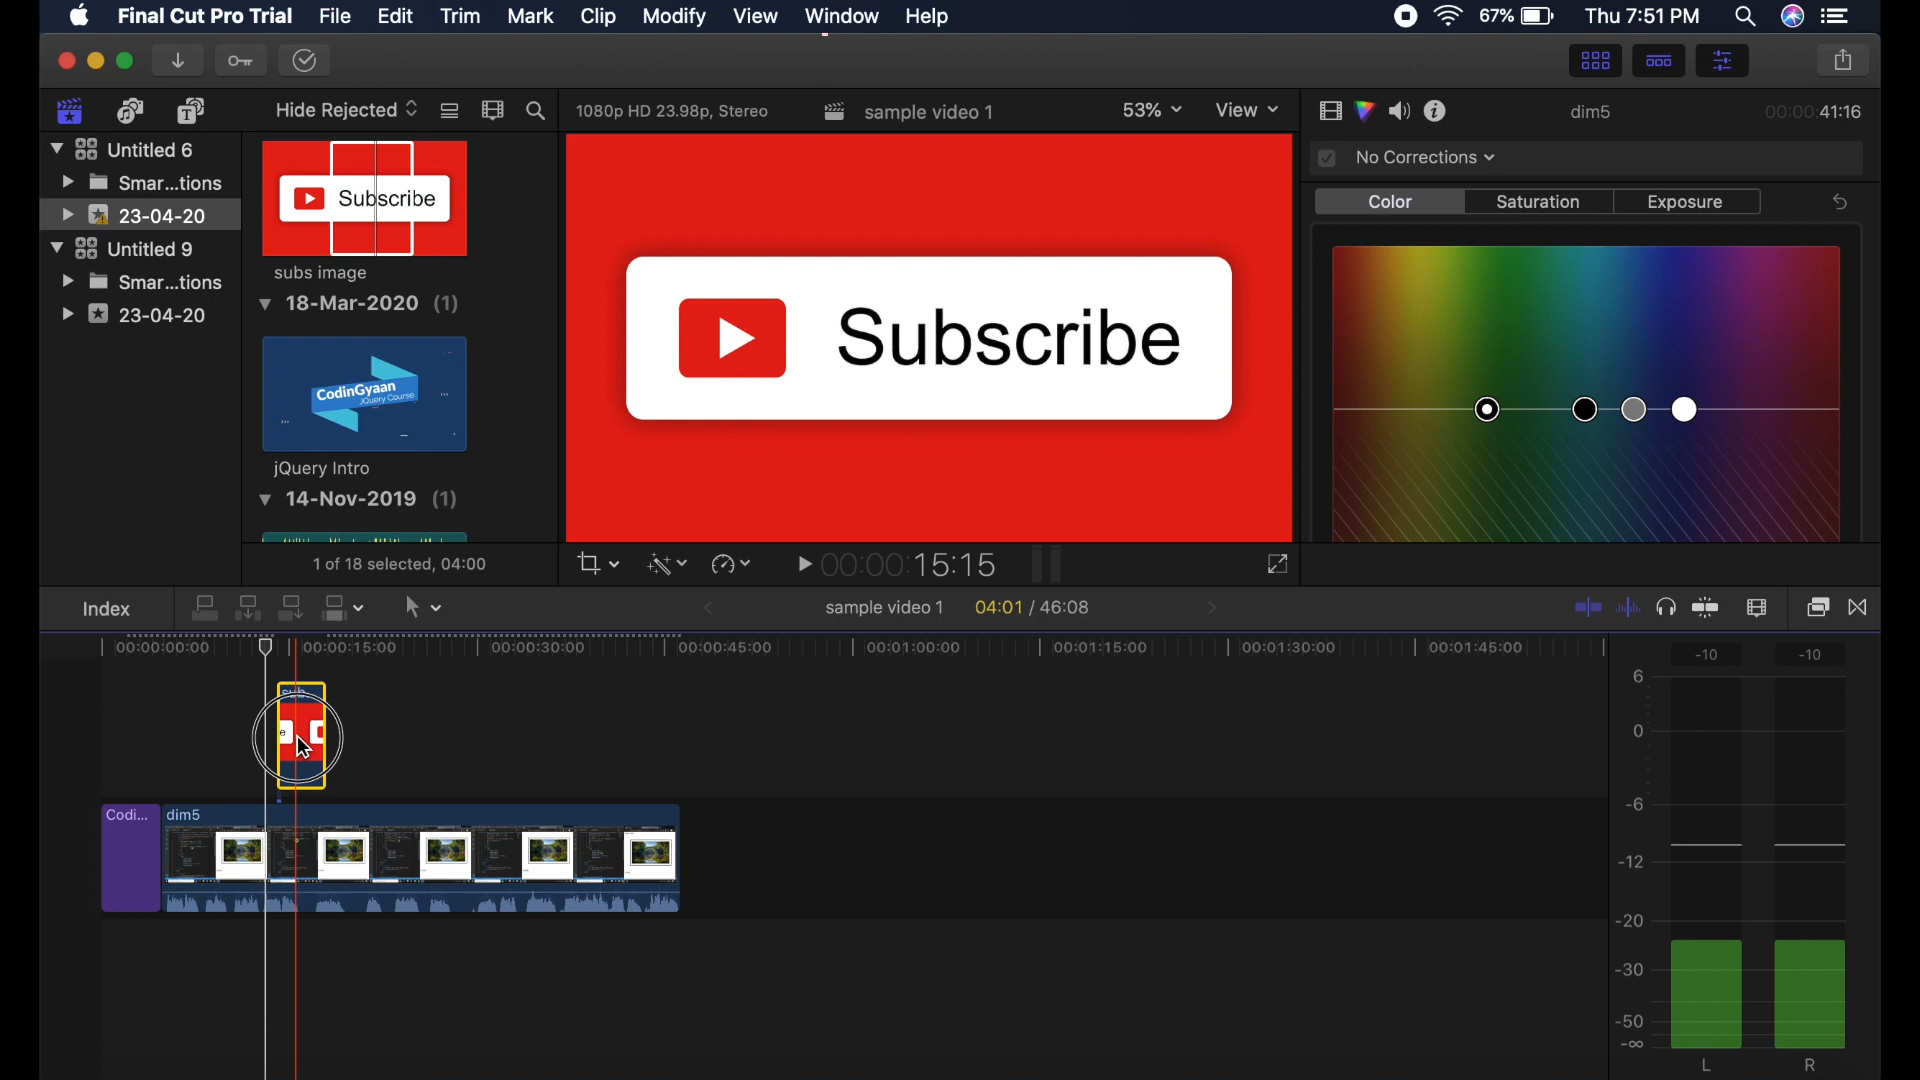 Final Cut Pro Trial File Edit Trim Mark Clip Modify View Window Help 67% Thu 7:51 PM
Hide Rejected 1080p HD 23.98p, Stereo sample video 1 53% View dim5 00:00:41:16
Untitled 6
Smar...tions
23-04-20
Untitled 9
Smar...tions
23-04-20
Subscribe
subs image
18-Mar-2020 (1)
CodinGyaan
JQuery Course
jQuery Intro
14-Nov-2019 (1)
1 of 18 selected, 04:00
Subscribe
00:00:15:15
No Corrections
Color Saturation Exposure
Index sample video 1 04:01 / 46:08
00:00:00:00 00:00:15:00 00:00:30:00 00:00:45:00 00:01:00:00 00:01:15:00 00:01:30:00 00:01:45:00
sub...
e
Codi... dim5
-10 -10
6
0
-6
-12
-20
-30
-50
-∞
L R